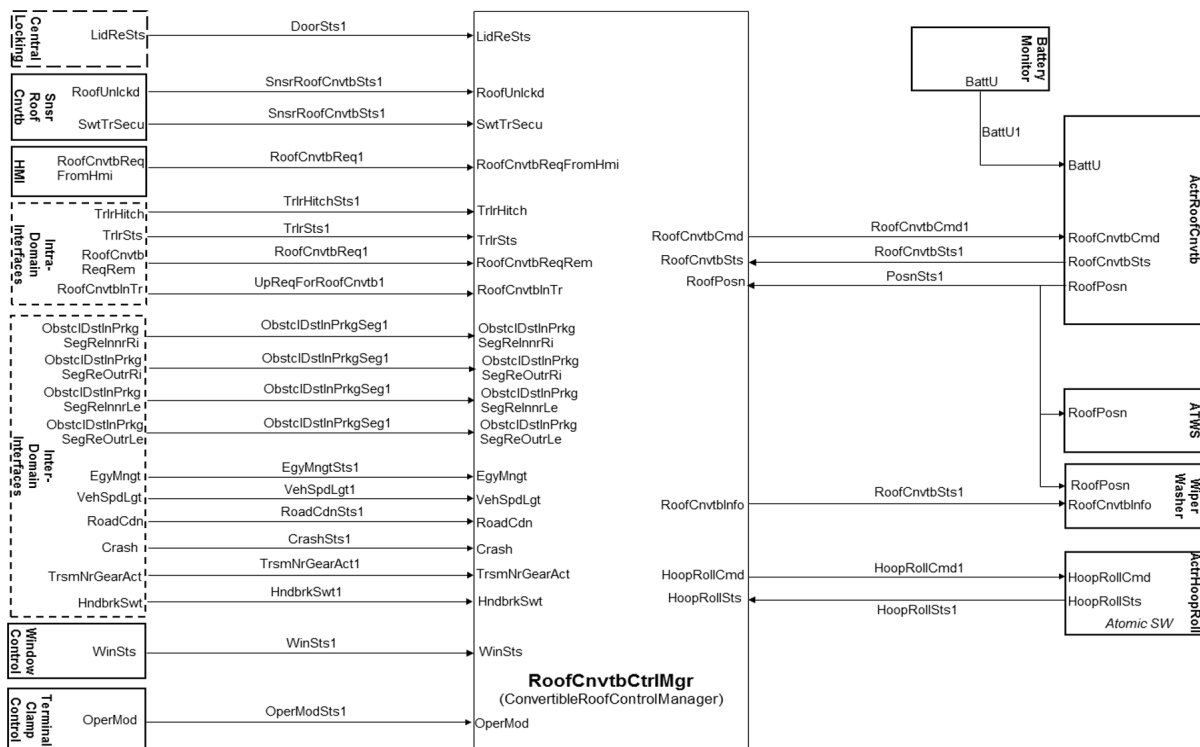 Central
Locking
LidReSts
DoorSts1
LidReSts
Snsr
Roof
Cnvtb
RoofUnlckd
SnsrRoofCnvtbSts1
RoofUnlckd
SwtTrSecu
SnsrRoofCnvtbSts1
SwtTrSecu
HMI
RoofCnvtbReq
FromHmi
RoofCnvtbReq1
RoofCnvtbReqFromHmi
Intra-
Domain
Interfaces
TrlrHitch
TrlrHitchSts1
TrlrHitch
TrlrSts
TrlrSts1
TrlrSts
RoofCnvtb
ReqRem
RoofCnvtbReq1
RoofCnvtbReqRem
RoofCnvtbInTr
UpReqForRoofCnvtb1
RoofCnvtbInTr
Inter-
Domain
Interfaces
ObstclDstInPrkg
SegReInnrRi
ObstclDstInPrkgSeg1
ObstclDstInPrkg
SegReInnrRi
ObstclDstInPrkg
SegReOutrRi
ObstclDstInPrkgSeg1
ObstclDstInPrkg
SegReOutrRi
ObstclDstInPrkg
SegReInnrLe
ObstclDstInPrkgSeg1
ObstclDstInPrkg
SegReInnrLe
ObstclDstInPrkg
SegReOutrLe
ObstclDstInPrkgSeg1
ObstclDstInPrkg
SegReOutrLe
EgyMngt
EgyMngtSts1
EgyMngt
VehSpdLgt
VehSpdLgt1
VehSpdLgt
RoadCdn
RoadCdnSts1
RoadCdn
Crash
CrashSts1
Crash
TrsmNrGearAct
TrsmNrGearAct1
TrsmNrGearAct
HndbrkSwt
HndbrkSwt1
HndbrkSwt
Window
Control
WinSts
WinSts1
WinSts
Terminal
Clamp
Control
OperMod
OperModSts1
OperMod
RoofCnvtbCtrlMgr
(ConvertibleRoofControlManager)
Battery
Monitor
BattU
BattU1
BattU
ActrRoofCnvtb
RoofCnvtbCmd
RoofCnvtbCmd1
RoofCnvtbCmd
RoofCnvtbSts
RoofCnvtbSts1
RoofCnvtbSts
RoofPosn
PosnSts1
RoofPosn
RoofPosn
ATWS
RoofPosn
Wiper
Washer
RoofCnvtbInfo
RoofCnvtbSts1
RoofCnvtbInfo
HoopRollCmd
HoopRollCmd1
HoopRollCmd
HoopRollSts
HoopRollSts1
HoopRollSts
Atomic SW
ActrHoopRoll